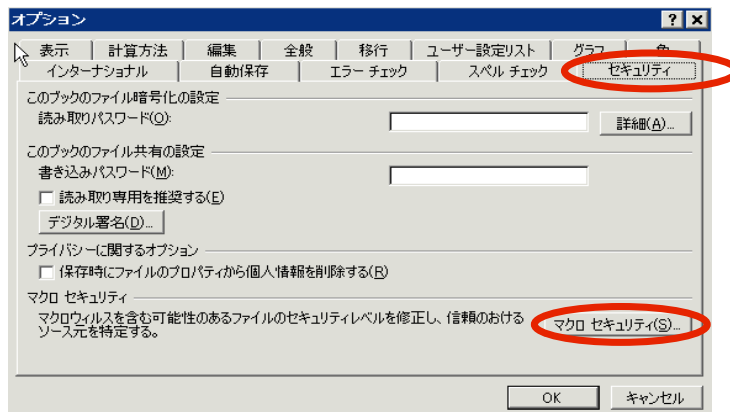 オプション
表示 計算方法 編集 全般 移行 ユーザー設定リスト グラフ 色
インターナショナル 自動保存 エラー チェック スペル チェック セキュリティ
このブックのファイル暗号化の設定
読み取りパスワード(O):
詳細(A)...
このブックのファイル共有の設定
書き込みパスワード(M):
読み取り専用を推奨する(E)
デジタル署名(D)...
プライバシーに関するオプション
保存時にファイルのプロパティから個人情報を削除する(R)
マクロ セキュリティ
マクロウィルスを含む可能性のあるファイルのセキュリティレベルを修正し、信頼のおける
ソース元を特定する。
マクロ セキュリティ(S)...
OK キャンセル